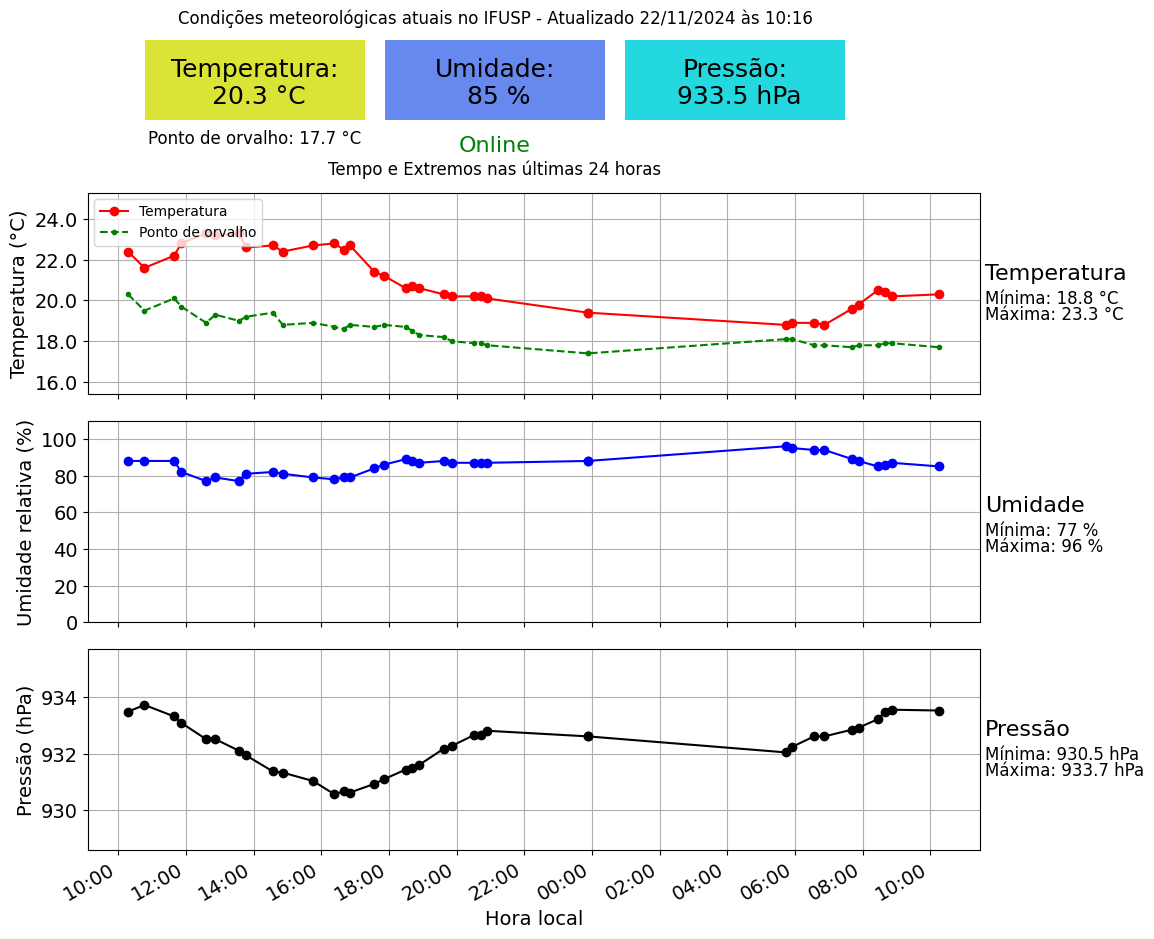 Condições meteorológicas atuais no IFUSP - Atualizado 22/11/2024 às 10:16
Temperatura:
20.3 °C
Umidade:
85 %
Pressão:
933.5 hPa
Ponto de orvalho: 17.7 °C
Online
Tempo e Extremos nas últimas 24 horas
Temperatura (°C)
24.0
22.0
20.0
18.0
16.0
Temperatura
Ponto de orvalho
Temperatura
Mínima: 18.8 °C
Máxima: 23.3 °C
Umidade relativa (%)
100
80
60
40
20
0
Umidade
Mínima: 77 %
Máxima: 96 %
Pressão (hPa)
934
932
930
Pressão
Mínima: 930.5 hPa
Máxima: 933.7 hPa
10:00
12:00
14:00
16:00
18:00
20:00
22:00
00:00
02:00
04:00
06:00
08:00
10:00
Hora local